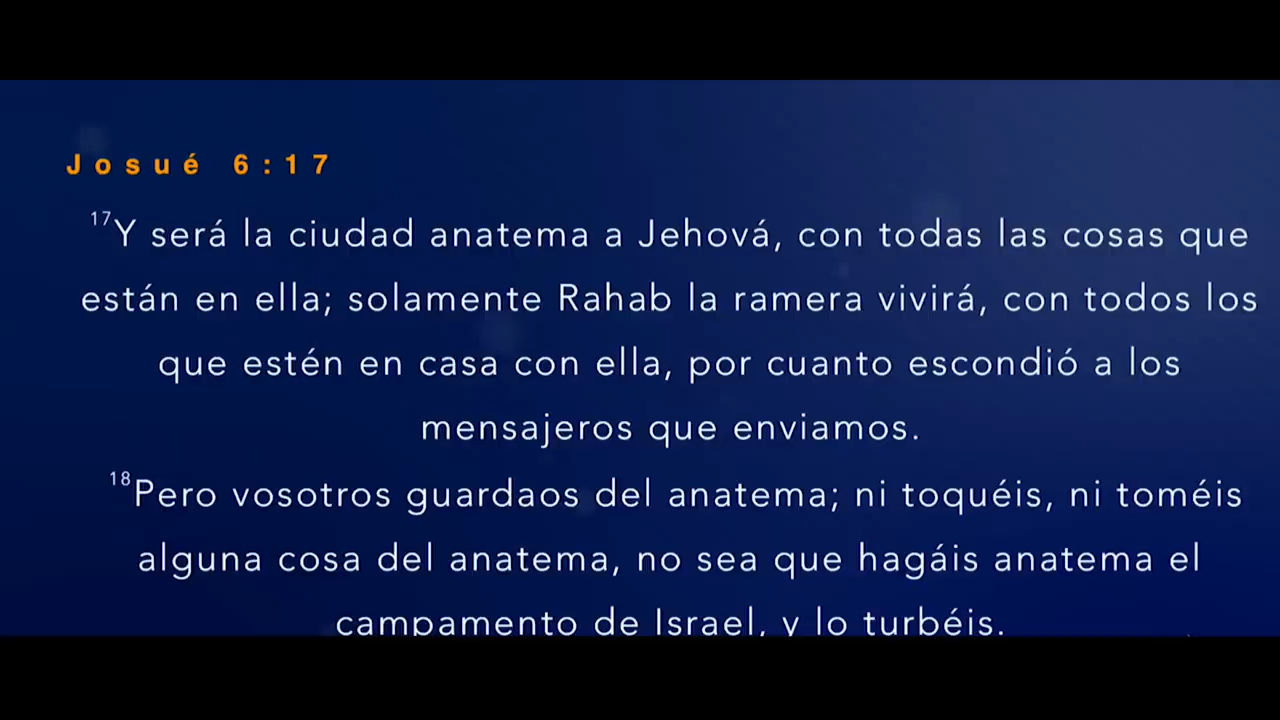 Josué 6:17
17Y será la ciudad anatema a Jehová, con todas las cosas que
están en ella; solamente Rahab la ramera vivirá, con todos los
que estén en casa con ella, por cuanto escondió a los
mensajeros que enviamos.
18Pero vosotros guardaos del anatema; ni toquéis, ni toméis
alguna cosa del anatema, no sea que hagáis anatema el
campamento de Israel, y lo turbéis.